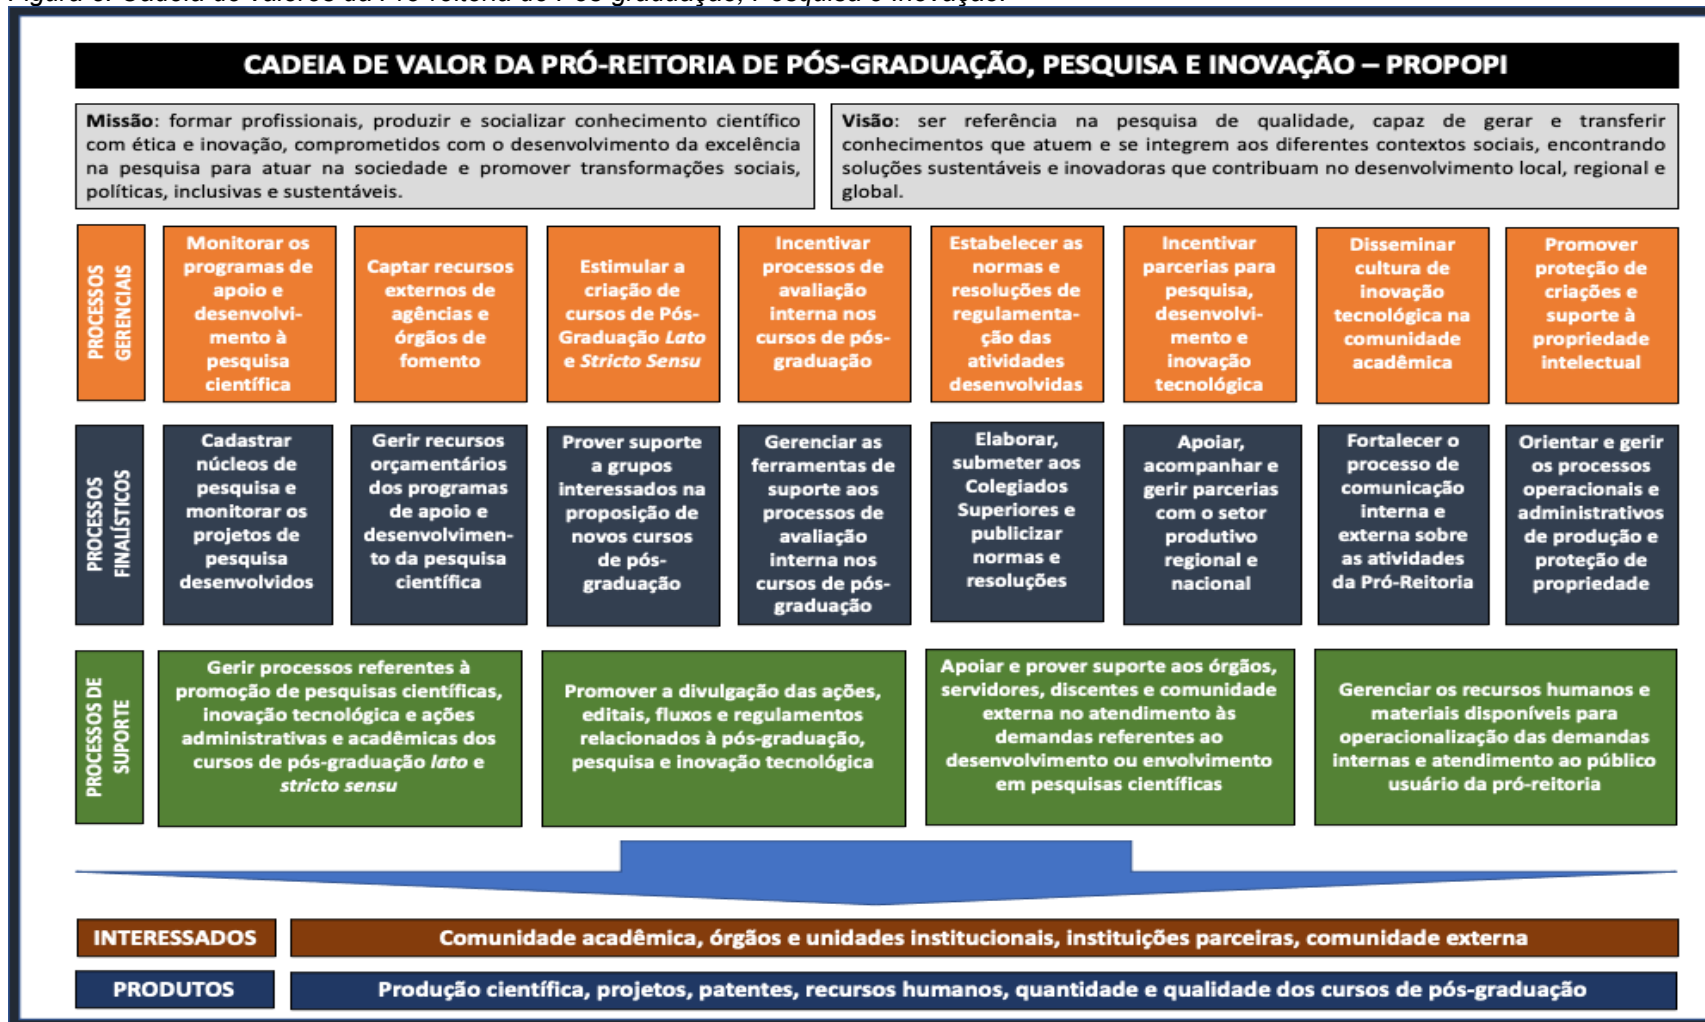 CADEIA DE VALOR DA PRÓ-REITORIA DE PÓS-GRADUAÇÃO, PESQUISA E INOVAÇÃO – PROPOPI
Missão: formar profissionais, produzir e socializar conhecimento científico
com ética e inovação, comprometidos com o desenvolvimento da excelência
na pesquisa para atuar na sociedade e promover transformações sociais,
políticas, inclusivas e sustentáveis.
Visão: ser referência na pesquisa de qualidade, capaz de gerar e transferir
conhecimentos que atuem e se integrem aos diferentes contextos sociais, encontrando
soluções sustentáveis e inovadoras que contribuam no desenvolvimento local, regional e
global.
PROCESSOS
GERENCIAIS
Monitorar os
programas de
apoio e
desenvolvi-
mento à
pesquisa
científica
Captar recursos
externos de
agências e
órgãos de
fomento
Estimular a
criação de
cursos de Pós-
Graduação Lato
e Stricto Sensu
Incentivar
processos de
avaliação
interna nos
cursos de pós-
graduação
Estabelecer as
normas e
resoluções de
regulamenta-
ção das
atividades
desenvolvidas
Incentivar
parcerias para
pesquisa,
desenvolvi-
mento e
inovação
tecnológica
Disseminar
cultura de
inovação
tecnológica na
comunidade
acadêmica
Promover
proteção de
criações e
suporte à
propriedade
intelectual
PROCESSOS
FINALÍSTICOS
Cadastrar
núcleos de
pesquisa e
monitorar os
projetos de
pesquisa
desenvolvidos
Gerir recursos
orçamentários
dos programas
de apoio e
desenvolvimen-
to da pesquisa
científica
Prover suporte
a grupos
interessados na
proposição de
novos cursos
de pós-
graduação
Gerenciar as
ferramentas de
suporte aos
processos de
avaliação
interna nos
cursos de pós-
graduação
Elaborar,
submeter aos
Colegiados
Superiores e
publicizar
normas e
resoluções
Apoiar,
acompanhar e
gerir parcerias
com o setor
produtivo
regional e
nacional
Fortalecer o
processo de
comunicação
interna e
externa sobre
as atividades
da Pró-Reitoria
Orientar e gerir
os processos
operacionais e
administrativos
de produção e
proteção de
propriedade
PROCESSOS DE
SUPORTE
Gerir processos referentes à
promoção de pesquisas científicas,
inovação tecnológica e ações
administrativas e acadêmicas dos
cursos de pós-graduação lato e
stricto sensu
Promover a divulgação das ações,
editais, fluxos e regulamentos
relacionados à pós-graduação,
pesquisa e inovação tecnológica
Apoiar e prover suporte aos órgãos,
servidores, discentes e comunidade
externa no atendimento às
demandas referentes ao
desenvolvimento ou envolvimento
em pesquisas científicas
Gerenciar os recursos humanos e
materiais disponíveis para
operacionalização das demandas
internas e atendimento ao público
usuário da pró-reitoria
INTERESSADOS
Comunidade acadêmica, órgãos e unidades institucionais, instituições parceiras, comunidade externa
PRODUTOS
Produção científica, projetos, patentes, recursos humanos, quantidade e qualidade dos cursos de pós-graduação